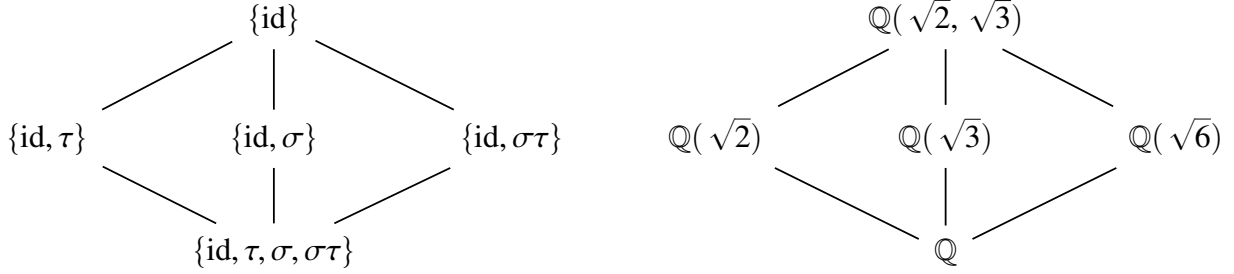 {id} ℚ(√2, √3)
{id, τ} {id, σ} {id, στ} ℚ(√2) ℚ(√3) ℚ(√6)
{id, τ, σ, στ} ℚ